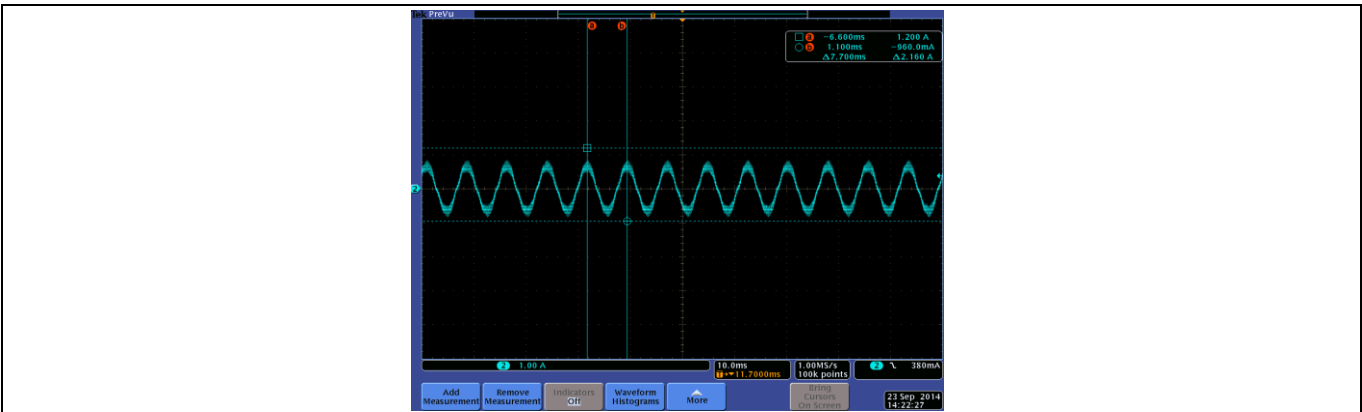 Tek PreVu
a b
a -6.600ms 1.200 A
b 1.100ms -960.0mA
Δ7.700ms Δ2.160 A
2
2 1.00 A
10.0ms 1.00MS/s 2 380mA
T→▼11.7000ms 100k points
Add Measurement
Remove Measurement
Indicators Off
Waveform Histograms
More
Bring Cursors On Screen
23 Sep 2014
14:22:27